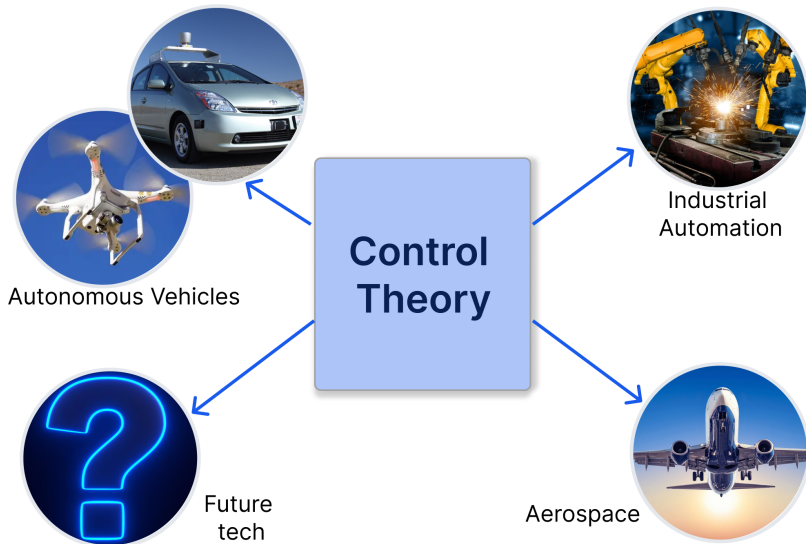 Control
Theory
Autonomous Vehicles
Industrial
Automation
Future
tech
Aerospace